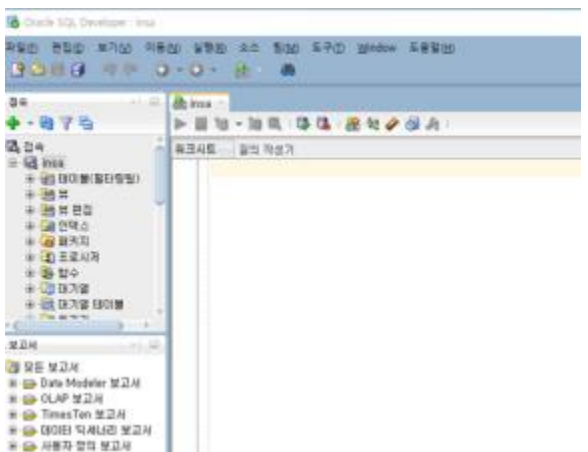 Oracle SQL Developer : insa
파일(F) 편집(E) 보기(V) 이동(N) 실행(R) 소스 팀(M) 도구(T) Window 도움말(H)
접속
insa
워크시트 질의 작성기
접속
insa
테이블(필터링됨)
뷰
뷰 편집
인덱스
패키지
프로시저
함수
대기열
대기열 테이블
보고서
모든 보고서
Data Modeler 보고서
OLAP 보고서
TimesTen 보고서
데이터 딕셔너리 보고서
사용자 정의 보고서